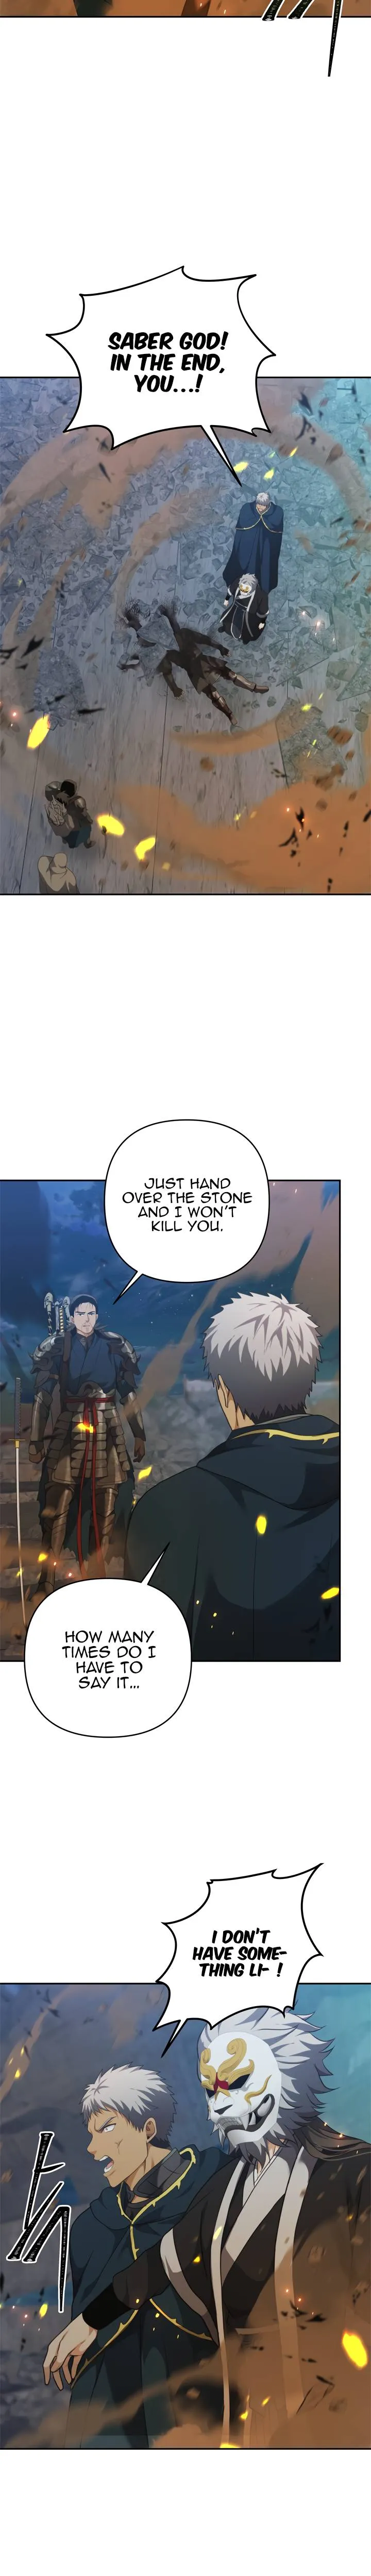 SABER GOD!
IN THE END,
YOU...!
JUST HAND
OVER THE STONE
AND I WON'T
KILL YOU.
HOW MANY
TIMES DO I
HAVE TO
SAY IT...
I DON'T
HAVE SOME-
THING LI- !